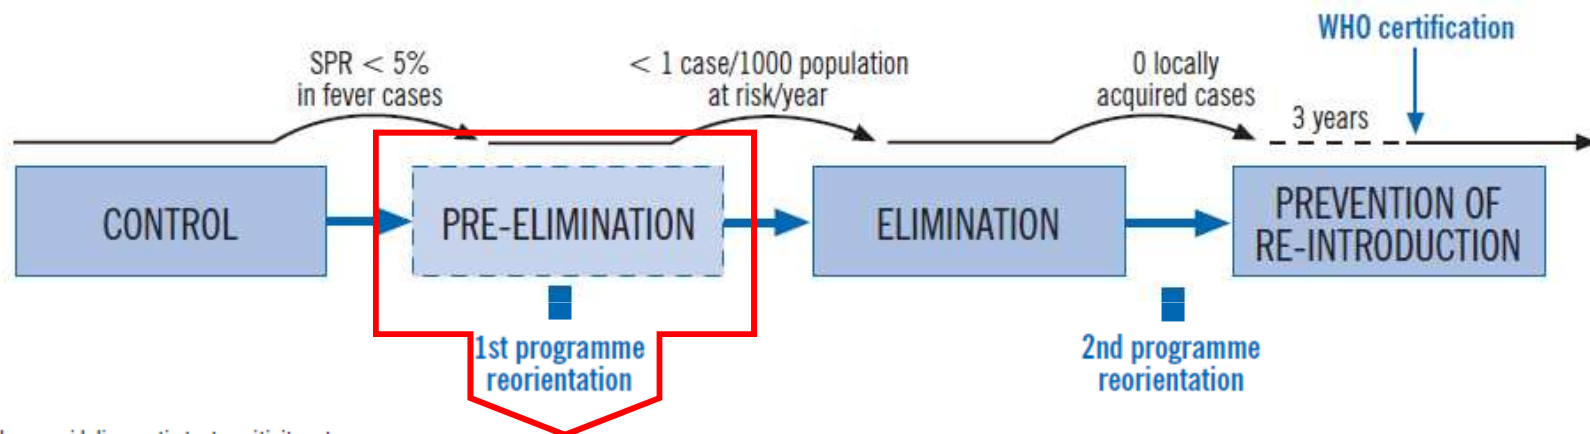 WHO certification
SPR < 5%
in fever cases
< 1 case/1000 population
at risk/year
0 locally
acquired cases
3 years
CONTROL
PRE-ELIMINATION
ELIMINATION
PREVENTION OF
RE-INTRODUCTION
1st programme
reorientation
2nd programme
reorientation